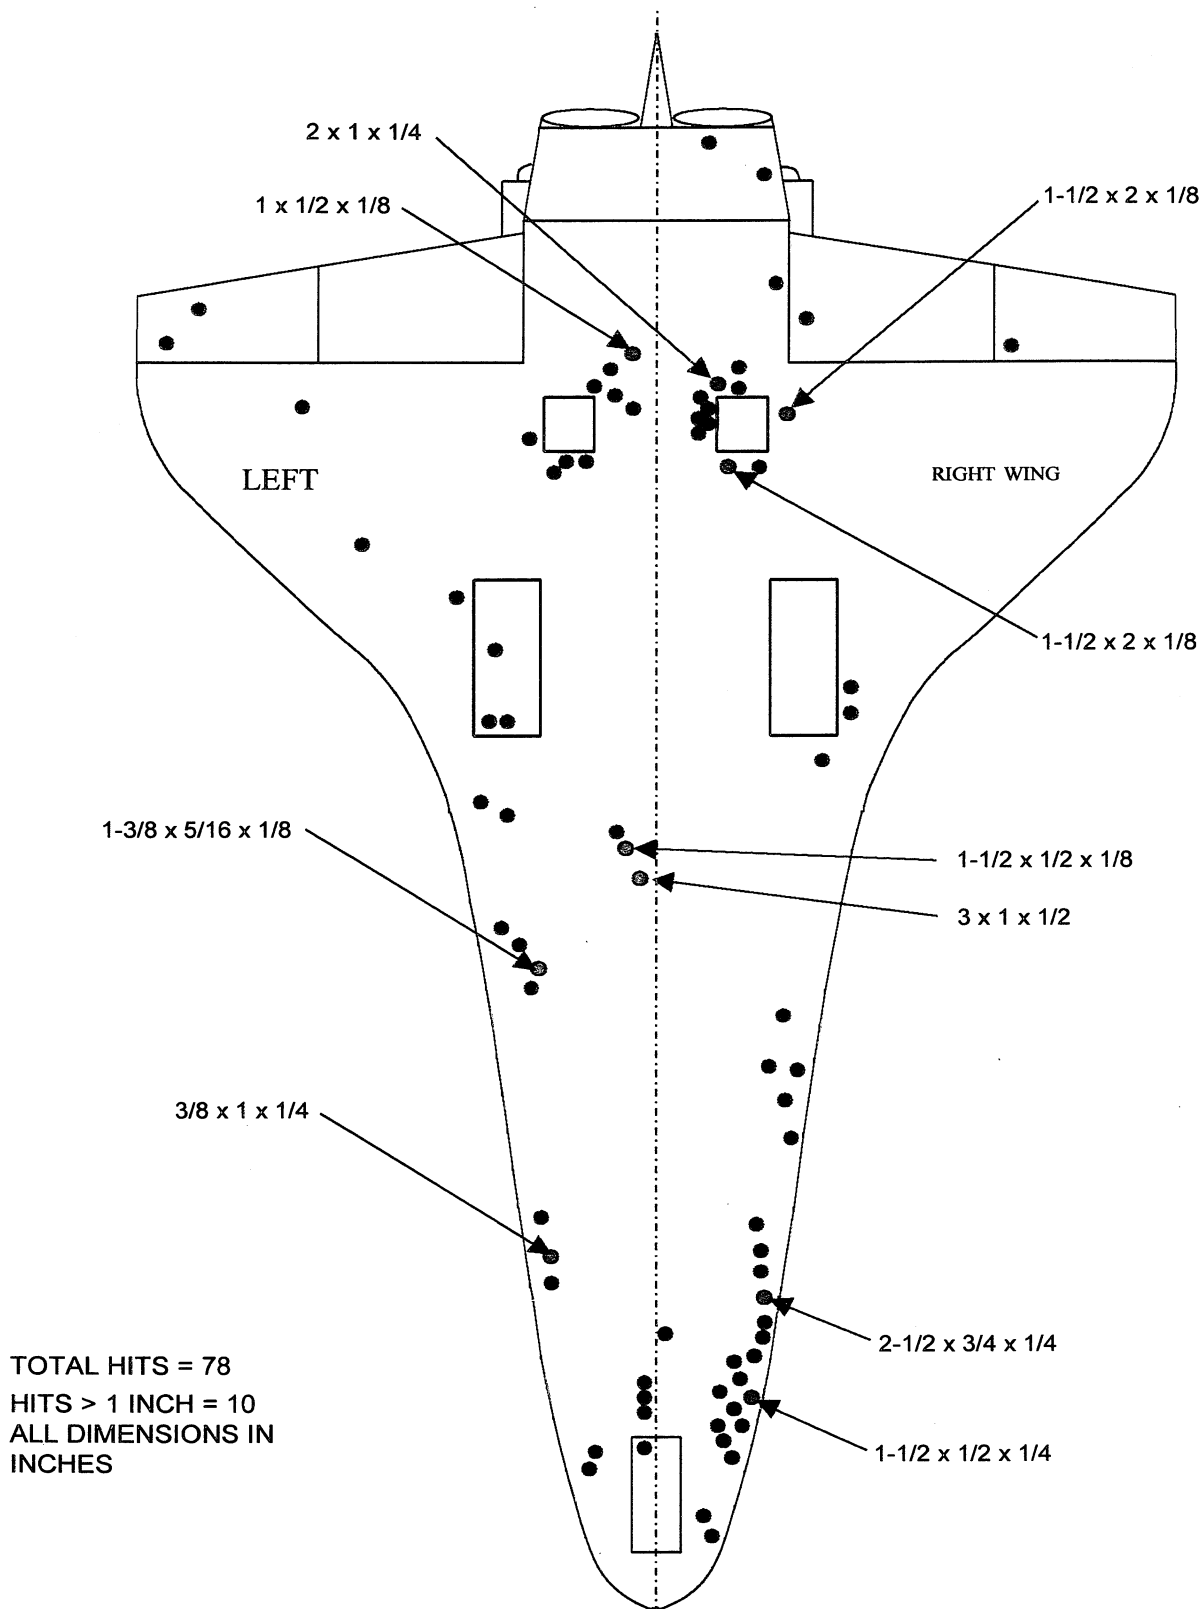 2 x 1 x 1/4
1 x 1/2 x 1/8
1-1/2 x 2 x 1/8
LEFT
RIGHT WING
1-1/2 x 2 x 1/8
1-3/8 x 5/16 x 1/8
1-1/2 x 1/2 x 1/8
3 x 1 x 1/2
3/8 x 1 x 1/4
2-1/2 x 3/4 x 1/4
1-1/2 x 1/2 x 1/4
TOTAL HITS = 78
HITS > 1 INCH = 10
ALL DIMENSIONS IN
INCHES